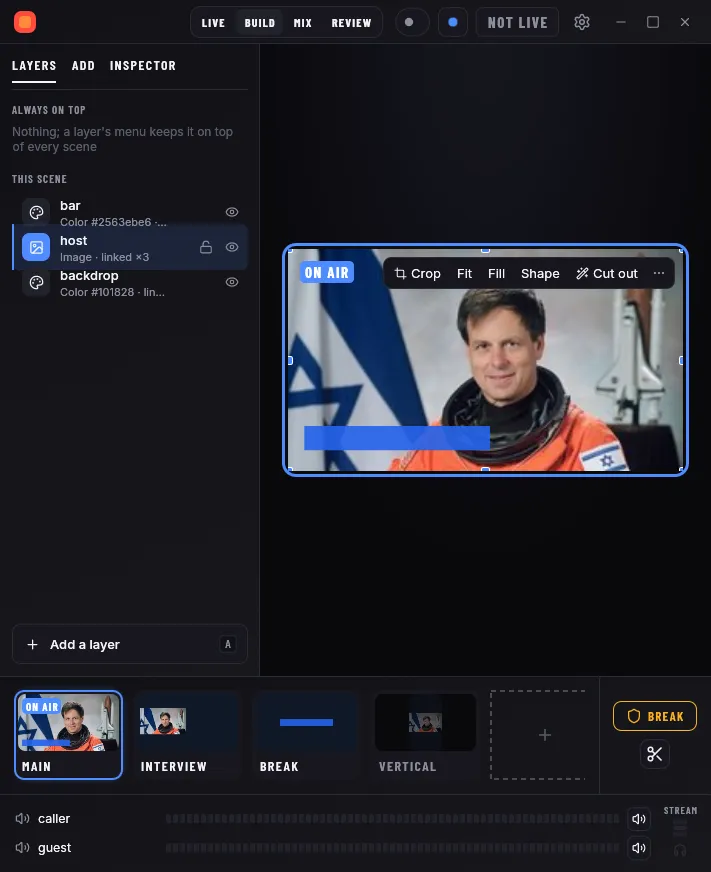 LIVE BUILD MIX REVIEW NOT LIVE
LAYERS ADD INSPECTOR
ALWAYS ON TOP
Nothing; a layer's menu keeps it on top
of every scene
THIS SCENE
bar
Color #2563ebe6 ·...
host
Image · linked ×3
backdrop
Color #101828 · lin...
Add a layer A
ON AIR
Crop Fit Fill Shape Cut out ···
ON AIR
MAIN
INTERVIEW
BREAK
VERTICAL
BREAK
caller
guest
STREAM